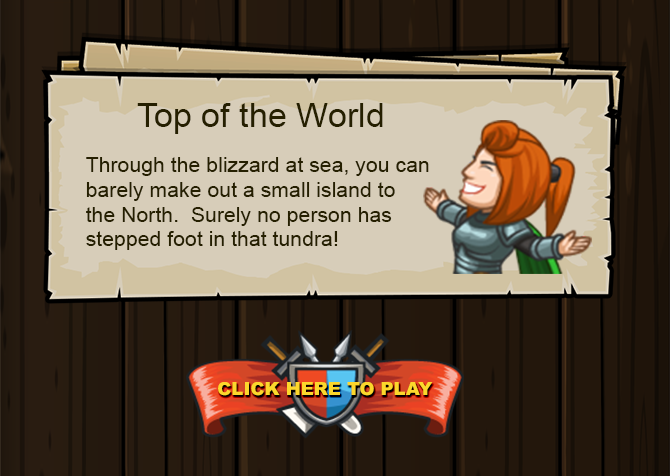 Top of the World
Through the blizzard at sea, you can
barely make out a small island to
the North.  Surely no person has
stepped foot in that tundra!
CLICK HERE TO PLAY